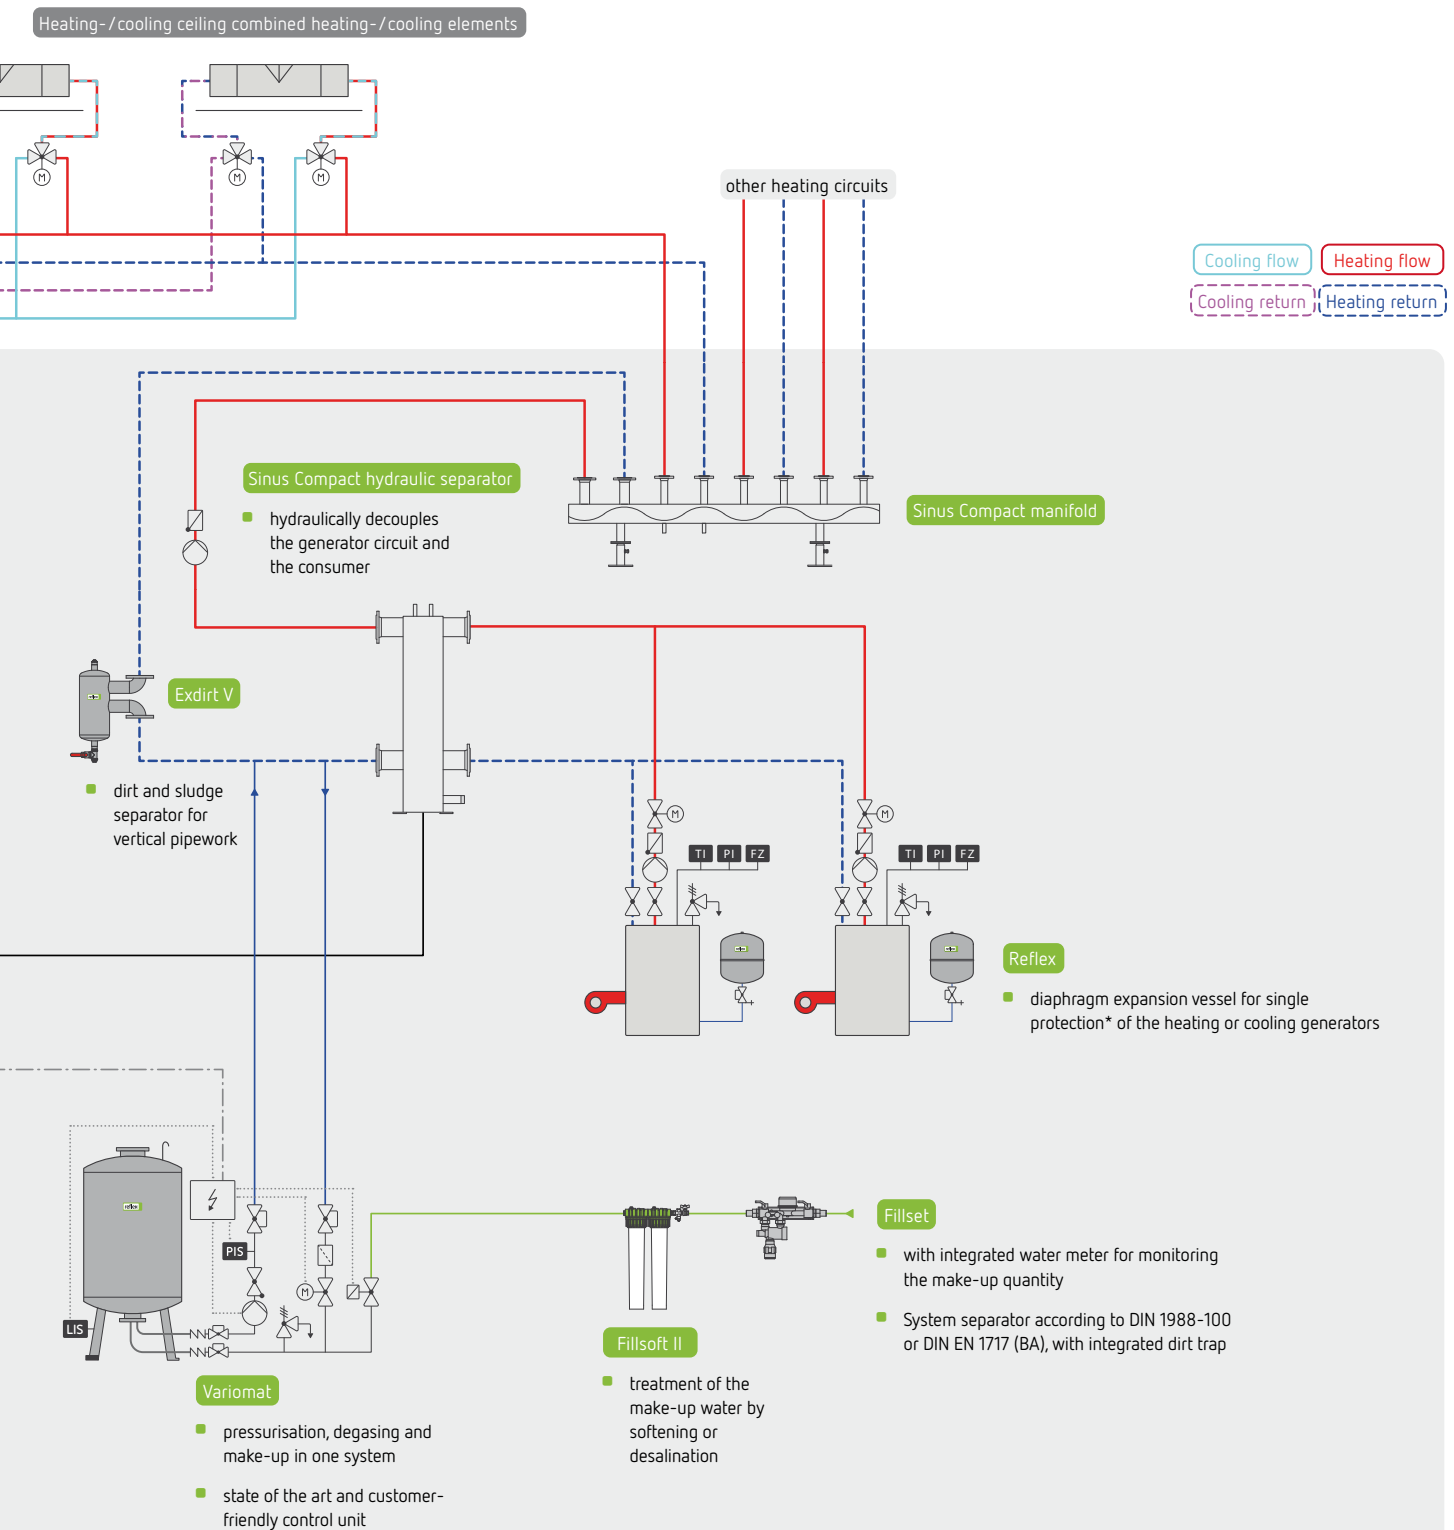 Heating-/cooling ceiling combined heating-/cooling elements
M
M
M
other heating circuits
Cooling flow
Heating flow
Cooling return
Heating return
Sinus Compact hydraulic separator
hydraulically decouples
the generator circuit and
the consumer
Sinus Compact manifold
Exdirt V
dirt and sludge
separator for
vertical pipework
M
M
TI PI FZ
TI PI FZ
Reflex
diaphragm expansion vessel for single
protection* of the heating or cooling generators
reflex
PIS
M
LIS
Variomat
pressurisation, degasing and
make-up in one system
state of the art and customer-
friendly control unit
Fillsoft II
treatment of the
make-up water by
softening or
desalination
Fillset
with integrated water meter for monitoring
the make-up quantity
System separator according to DIN 1988-100
or DIN EN 1717 (BA), with integrated dirt trap